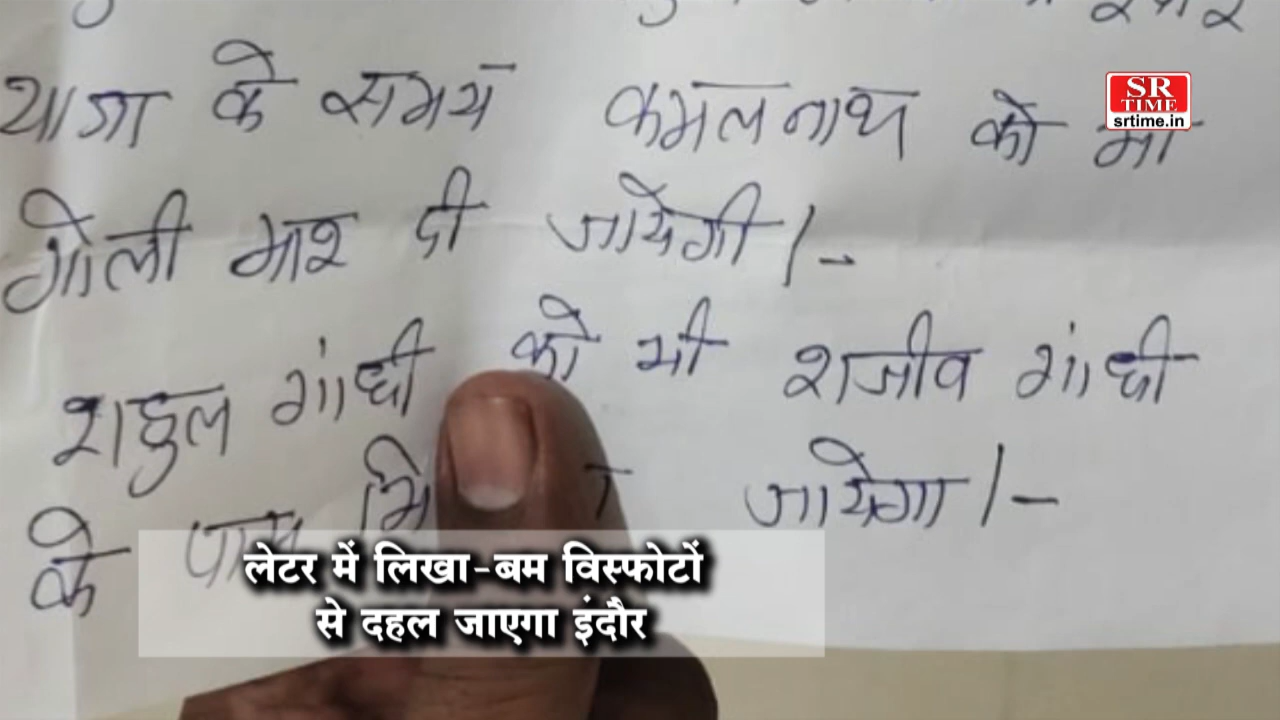 SR
TIME
srtime.in
यात्रा के समय कमलनाथ को
गोली मार दी जायेगी।-
राहुल गांधी को भी राजीव गांधी
के पास जायेगा।-
लेटर में लिखा-बम विस्फोटों
से दहल जाएगा इंदौर